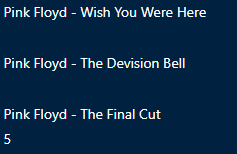 Pink Floyd - Wish You Were Here
Pink Floyd - The Devision Bell
Pink Floyd - The Final Cut
5